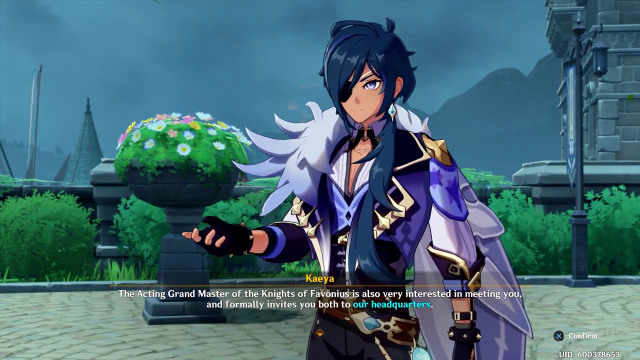 Kaeya
The Acting Grand Master of the Knights of Favonius is also very interested in meeting you,
and formally invites you both to our headquarters.
Confirm
UID: 600378653